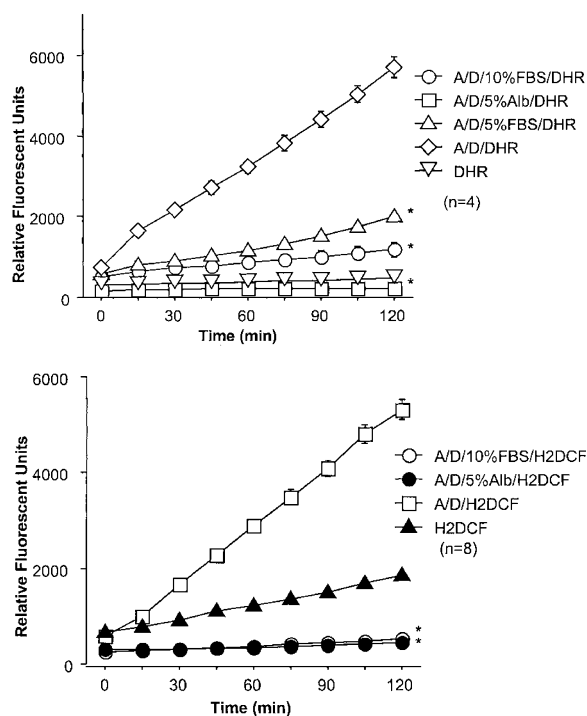 6000
4000
2000
0
Relative Fluorescent Units
0 30 60 90 120
Time (min)
A/D/10%FBS/DHR
A/D/5%Alb/DHR
A/D/5%FBS/DHR
A/D/DHR
DHR
(n=4)
*
*
*
6000
4000
2000
0
Relative Fluorescent Units
0 30 60 90 120
Time (min)
A/D/10%FBS/H2DCF
A/D/5%Alb/H2DCF
A/D/H2DCF
H2DCF
(n=8)
*
*